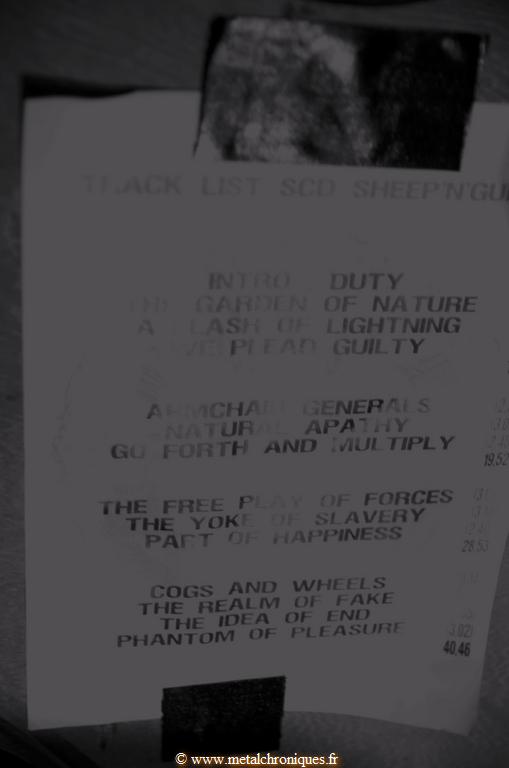 TRACK LIST SCD SHEEP'N'GU
INTRO DUTY
THE GARDEN OF NATURE
A FLASH OF LIGHTNING
WE PLEAD GUILTY
ARMCHAIR GENERALS
NATURAL APATHY
GO FORTH AND MULTIPLY
19,52
THE FREE PLAY OF FORCES
THE YOKE OF SLAVERY
PART OF HAPPINESS
28,53
COGS AND WHEELS
THE REALM OF FAKE
THE IDEA OF END
PHANTOM OF PLEASURE (3,02)
40,46
© www.metalchroniques.fr